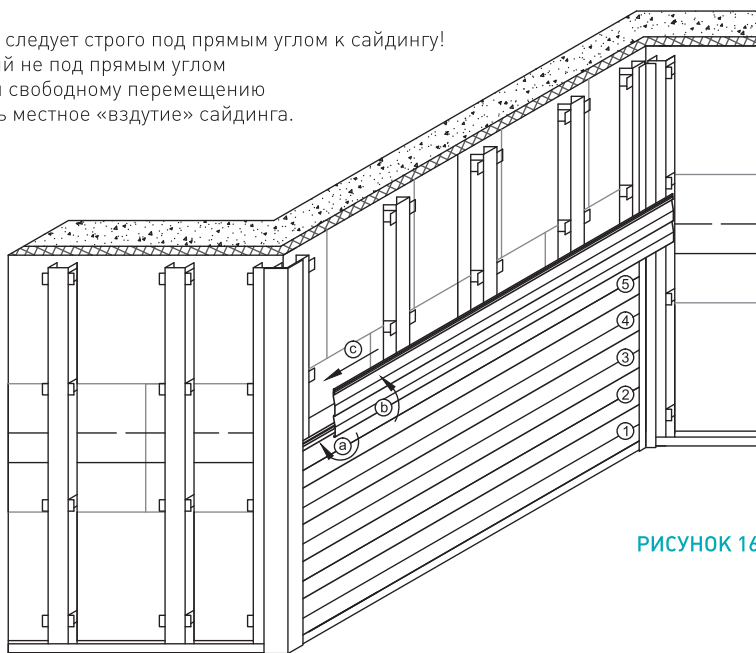 следует строго под прямым углом к сайдингу!
й не под прямым углом
и свободному перемещению
ь местное «вздутие» сайдинга.
5
4
c
3
b
2
a
1
РИСУНОК 16